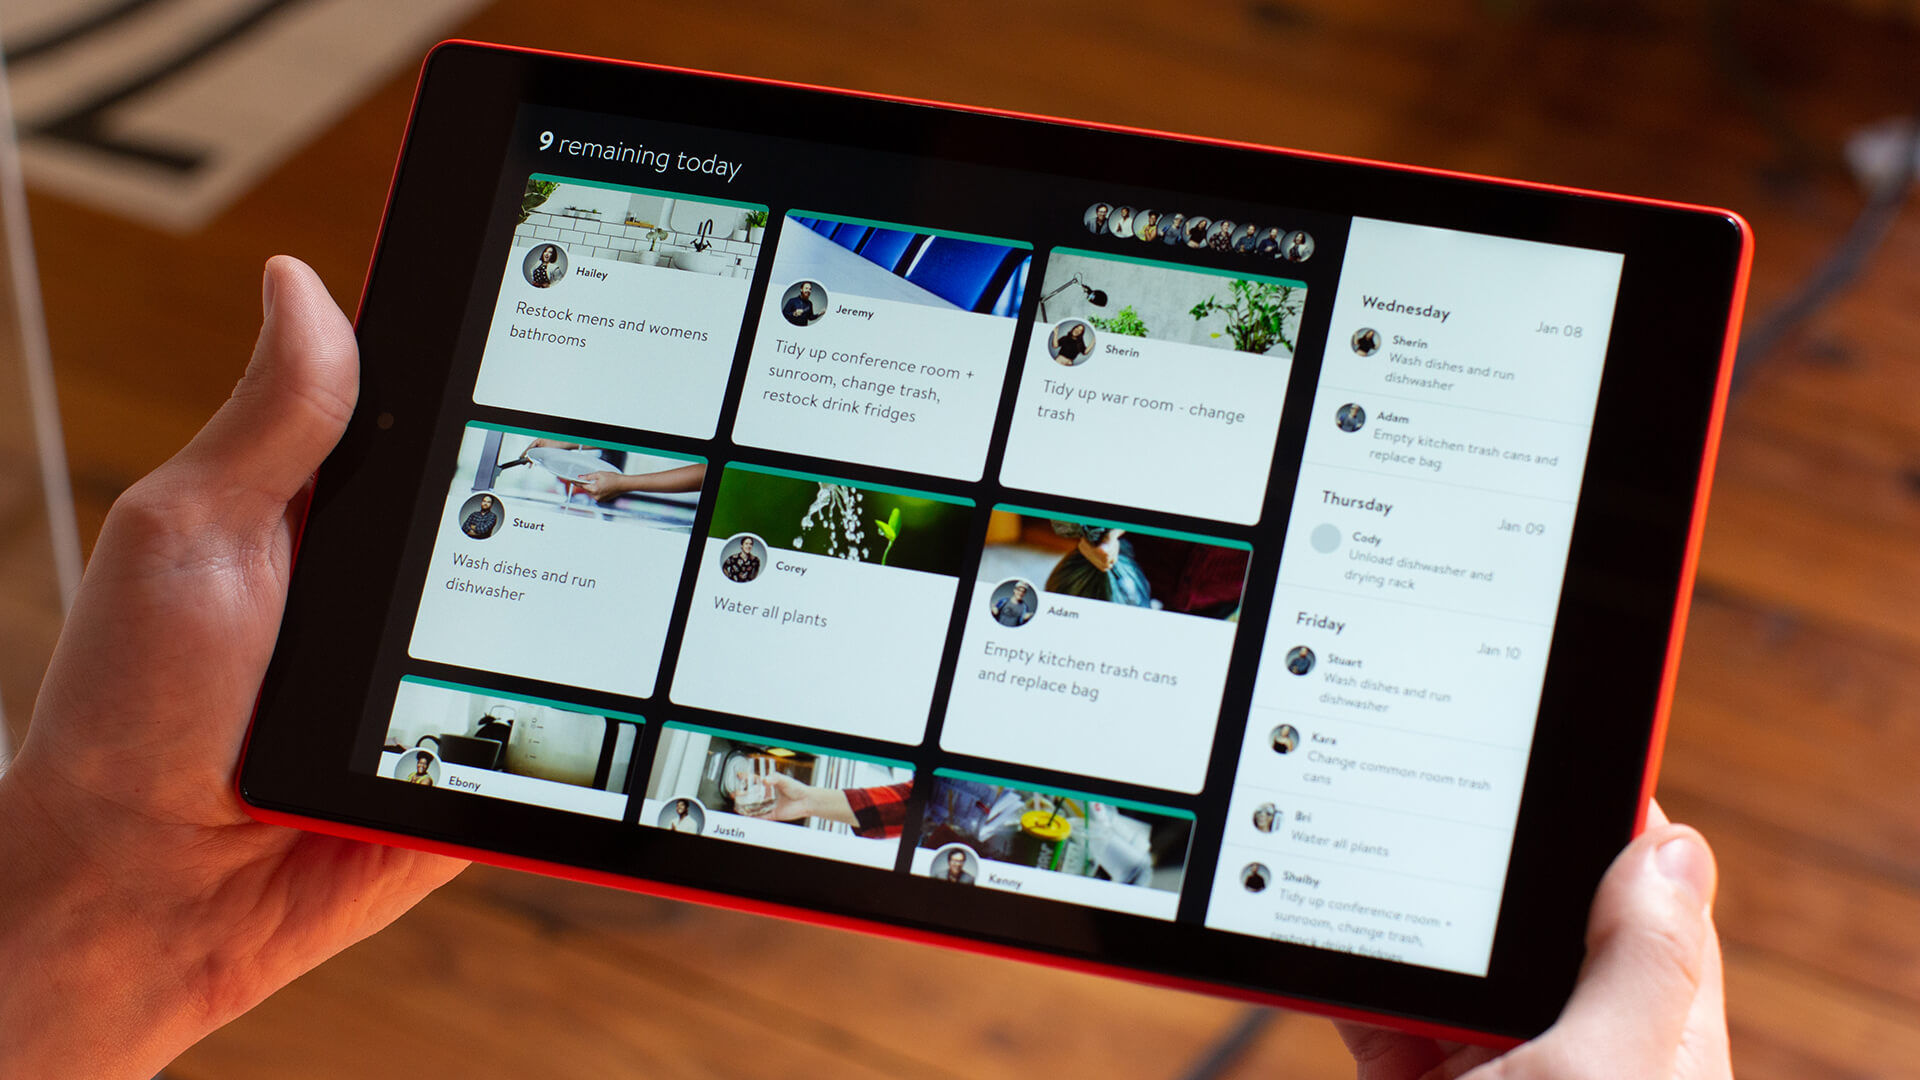 9 remaining today
Hailey
Restock mens and womens
bathrooms
Jeremy
Tidy up conference room +
sunroom, change trash,
restock drink fridges
Sherin
Tidy up war room - change
trash
Stuart
Wash dishes and run
dishwasher
Corey
Water all plants
Adam
Empty kitchen trash cans
and replace bag
Ebony
Justin
Kenny
Wednesday
Jan 08
Sherin
Wash dishes and run
dishwasher
Adam
Empty kitchen trash cans and
replace bag
Thursday
Jan 09
Cody
Unload dishwasher and
drying rack
Friday
Jan 10
Stuart
Wash dishes and run
dishwasher
Kara
Change common room trash
cans
Bri
Water all plants
Shelby
Tidy up conference room +
sunroom, change trash,
restock drink fridges